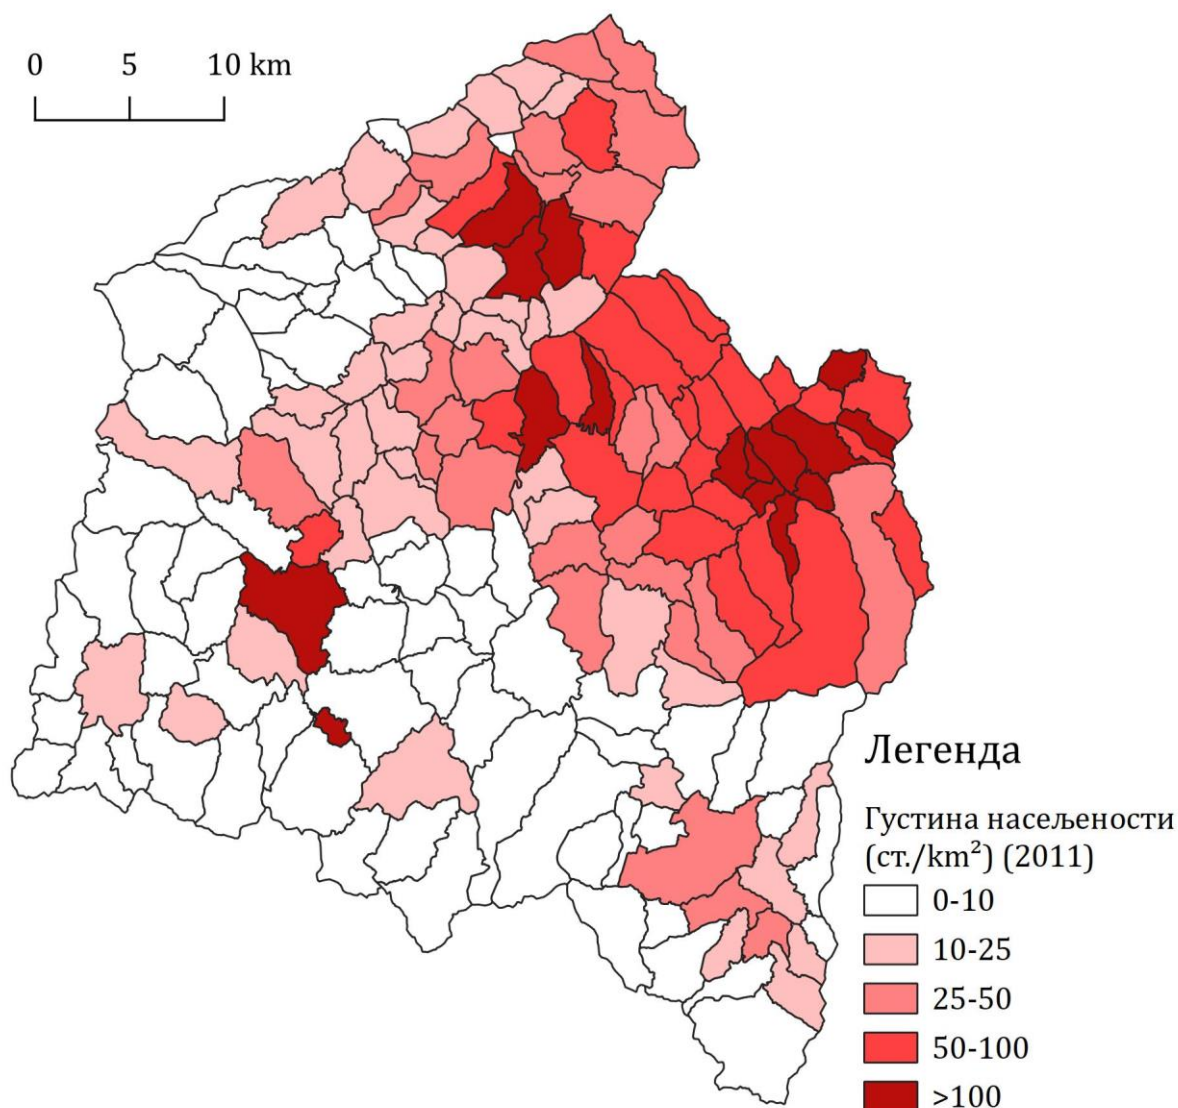 0 5 10 km
Легенда
Густина насељености
(ст./km²) (2011)
0-10
10-25
25-50
50-100
>100